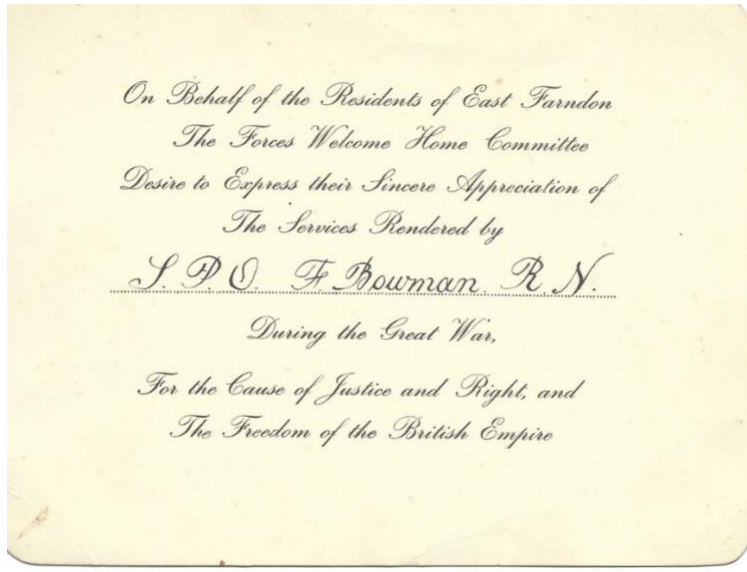 On Behalf of the Residents of East Farndon
The Forces Welcome Home Committee
Desire to Express their Sincere Appreciation of
The Services Rendered by
S. P. O. F. Bowman. R. N.
During the Great War,
For the Cause of Justice and Right, and
The Freedom of the British Empire